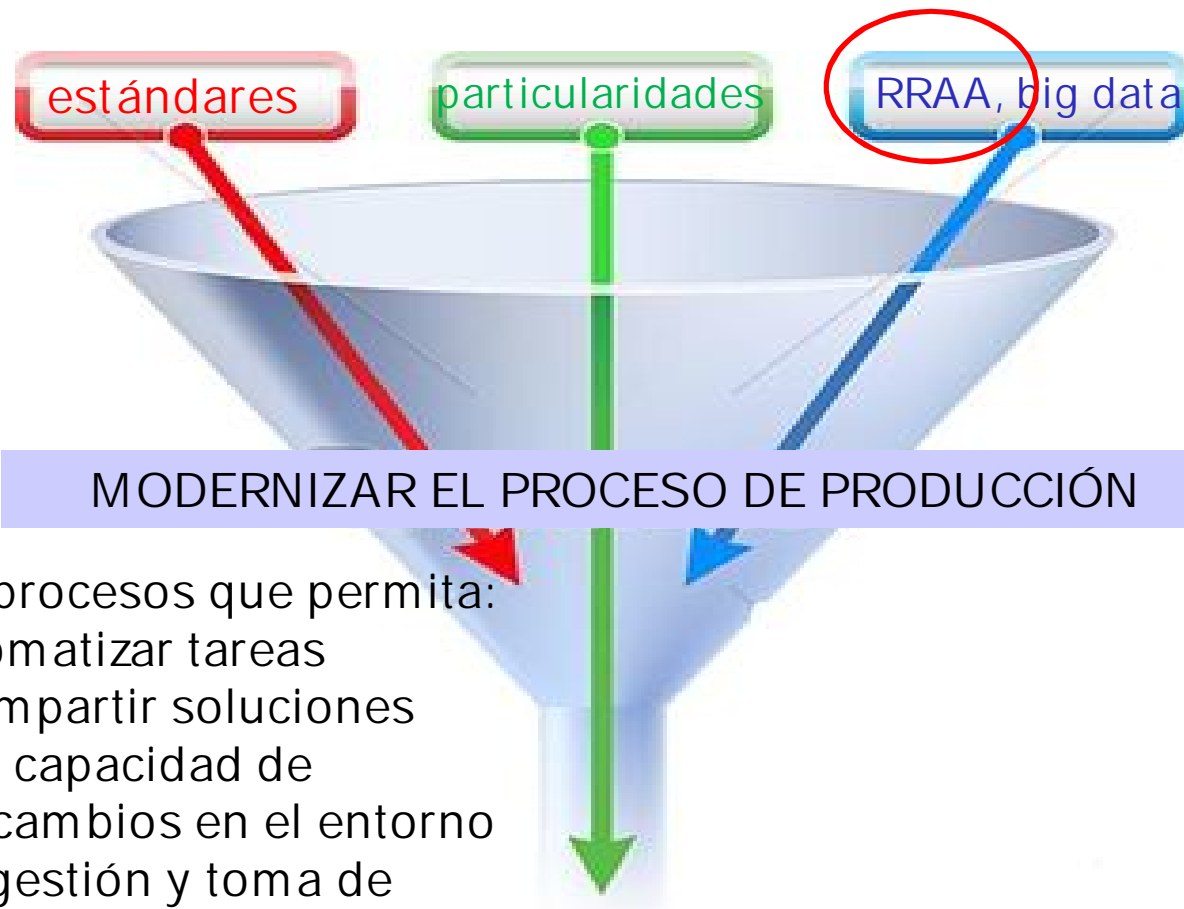 estándares
particularidades
RRAA, big data
MODERNIZAR EL PROCESO DE PRODUCCIÓN
procesos que permita:
omatizar tareas
mpartir soluciones
capacidad de
cambios en el entorno
gestión y toma de